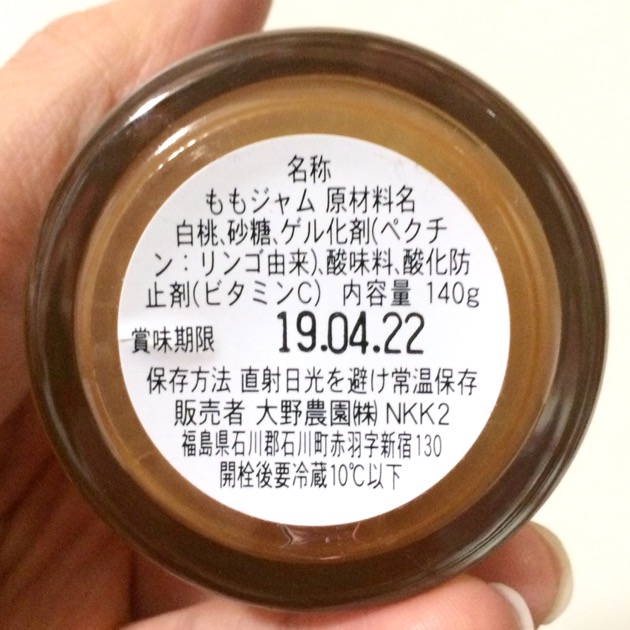 名称
ももジャム 原材料名
白桃、砂糖、ゲル化剤(ペクチ
ン：リンゴ由来)、酸味料、酸化防
止剤(ビタミンC) 内容量 140g
賞味期限 19.04.22
保存方法 直射日光を避け常温保存
販売者 大野農園㈱ NKK2
福島県石川郡石川町赤羽字新宿130
開栓後要冷蔵10℃以下